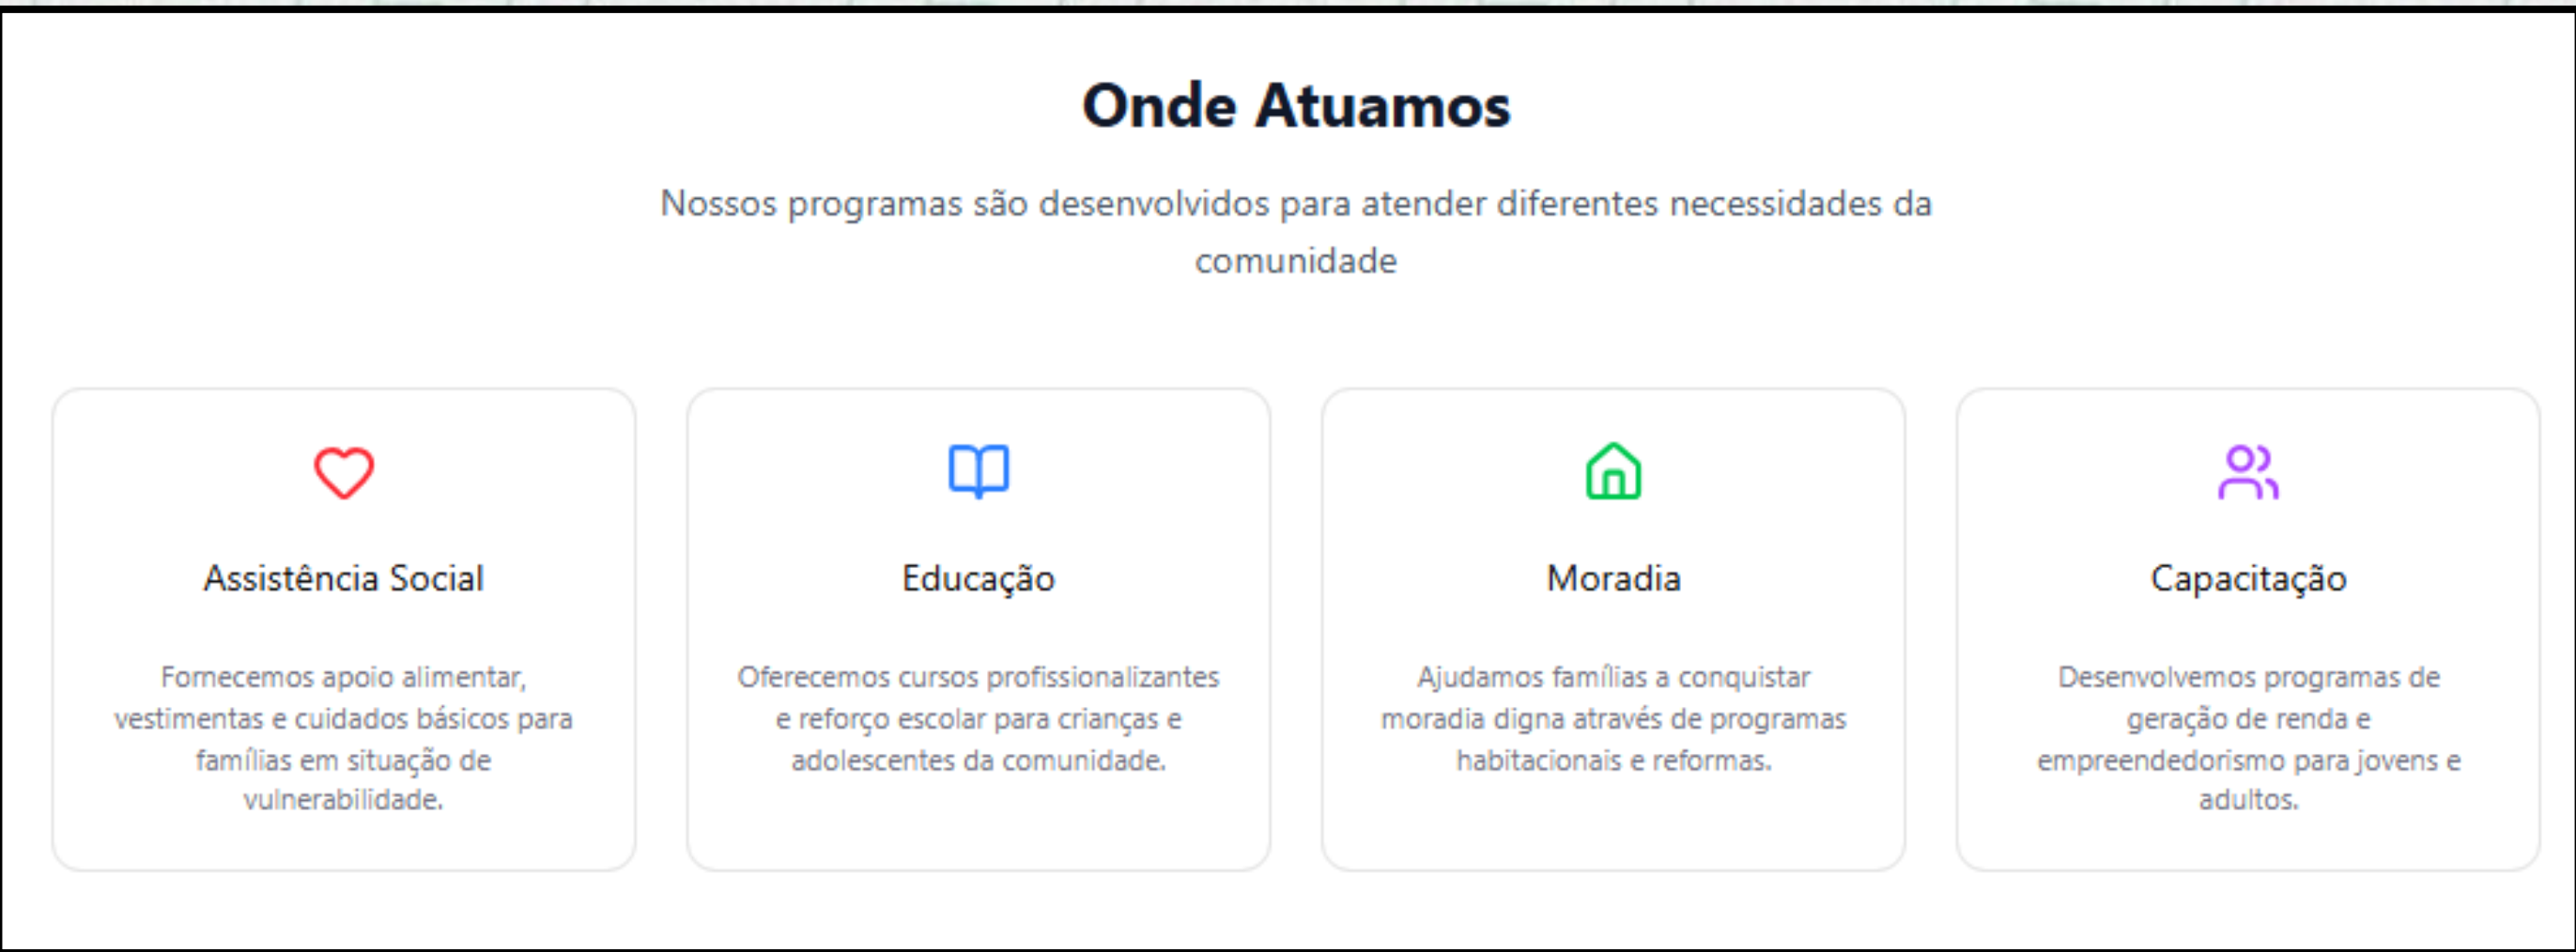 Onde Atuamos
Nossos programas são desenvolvidos para atender diferentes necessidades da
comunidade
Assistência Social
Fornecemos apoio alimentar,
vestimentas e cuidados básicos para
famílias em situação de
vulnerabilidade.
Educação
Oferecemos cursos profissionalizantes
e reforço escolar para crianças e
adolescentes da comunidade.
Moradia
Ajudamos famílias a conquistar
moradia digna através de programas
habitacionais e reformas.
Capacitação
Desenvolvemos programas de
geração de renda e
empreendedorismo para jovens e
adultos.